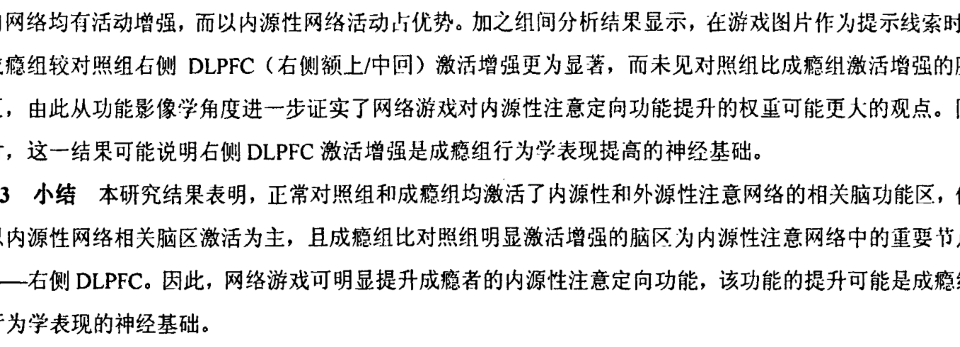 网络均有活动增强，而以内源性网络活动占优势。加之组间分析结果显示，在游戏图片作为提示线索时
瘾组较对照组右侧 DLPFC（右侧额上/中回）激活增强更为显著，而未见对照组比成瘾组激活增强的
，由此从功能影像学角度进一步证实了网络游戏对内源性注意定向功能提升的权重可能更大的观点。
，这一结果可能说明右侧 DLPFC 激活增强是成瘾组行为学表现提高的神经基础。
3 小结 本研究结果表明，正常对照组和成瘾组均激活了内源性和外源性注意网络的相关脑功能区，
内源性网络相关脑区激活为主，且成瘾组比对照组明显激活增强的脑区为内源性注意网络中的重要节
—右侧 DLPFC。因此，网络游戏可明显提升成瘾者的内源性注意定向功能，该功能的提升可能是成瘾
为学表现的神经基础。